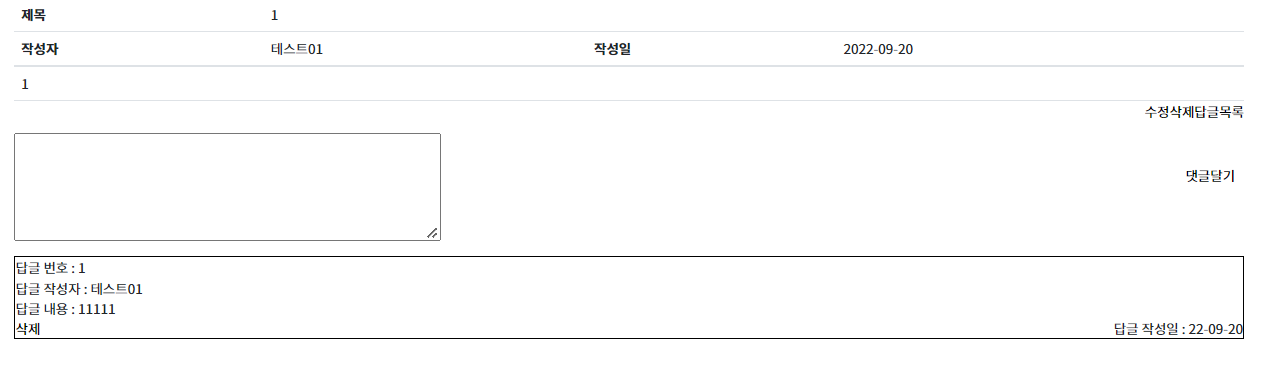 제목 1
작성자 테스트01 작성일 2022-09-20
1
수정삭제답글목록
댓글달기
답글 번호 : 1
답글 작성자 : 테스트01
답글 내용 : 11111
삭제 답글 작성일 : 22-09-20